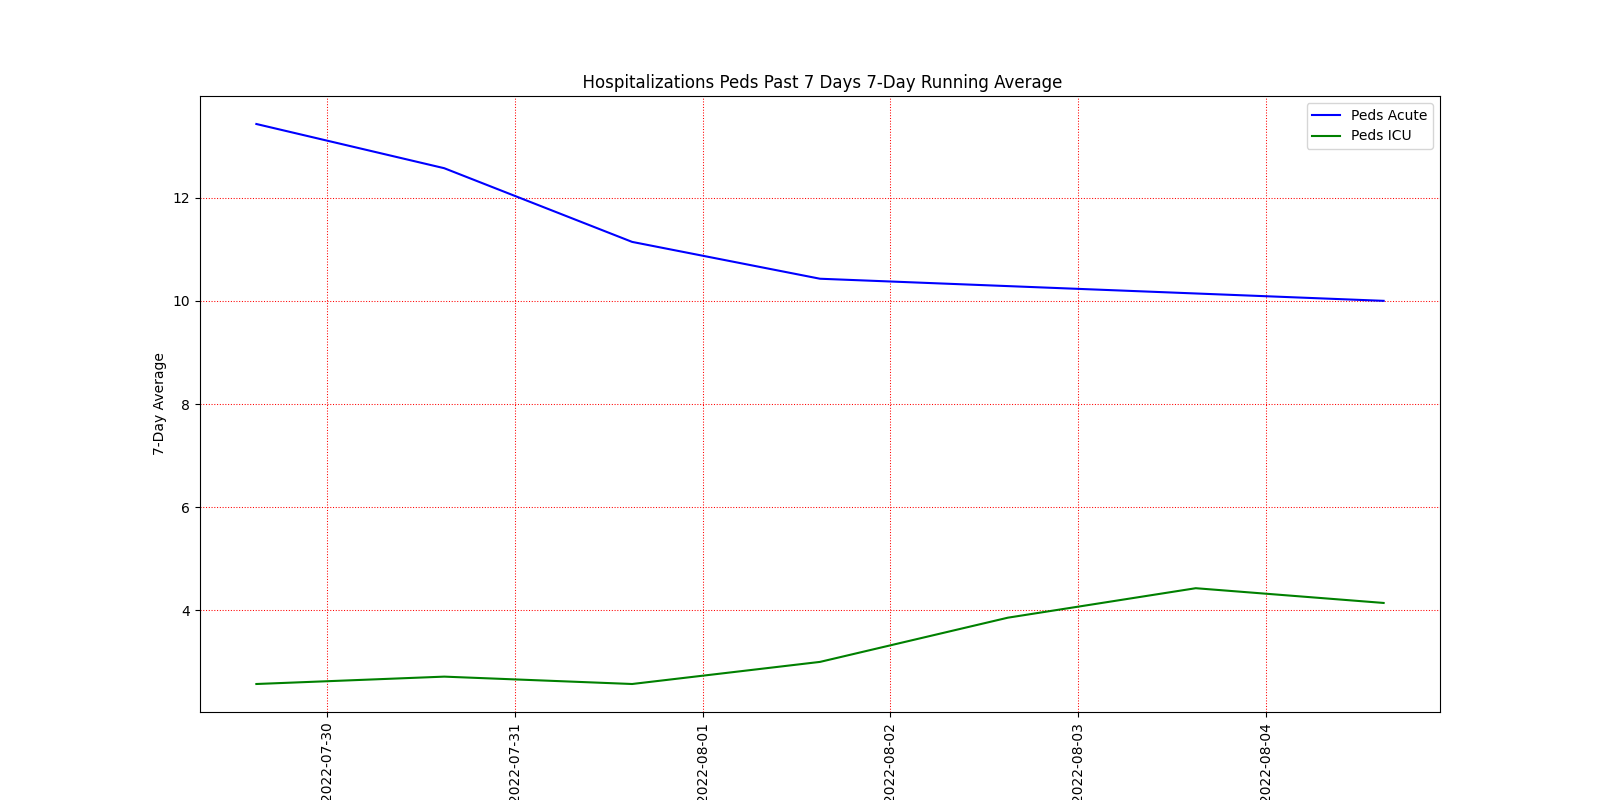 Hospitalizations Peds Past 7 Days 7-Day Running Average
Peds Acute
Peds ICU
7-Day Average
12
10
8
6
4
2022-07-30
2022-07-31
2022-08-01
2022-08-02
2022-08-03
2022-08-04